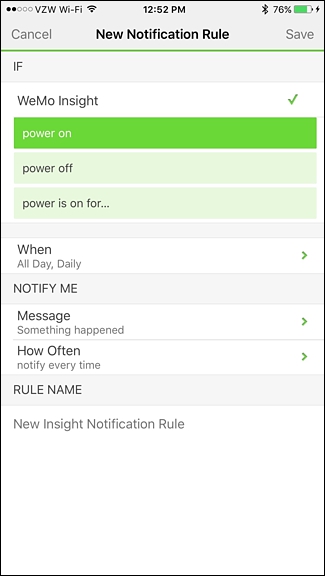 VZW Wi-Fi 12:52 PM 76%
Cancel New Notification Rule Save
IF
WeMo Insight
power on
power off
power is on for...
When
All Day, Daily
NOTIFY ME
Message
Something happened
How Often
notify every time
RULE NAME
New Insight Notification Rule